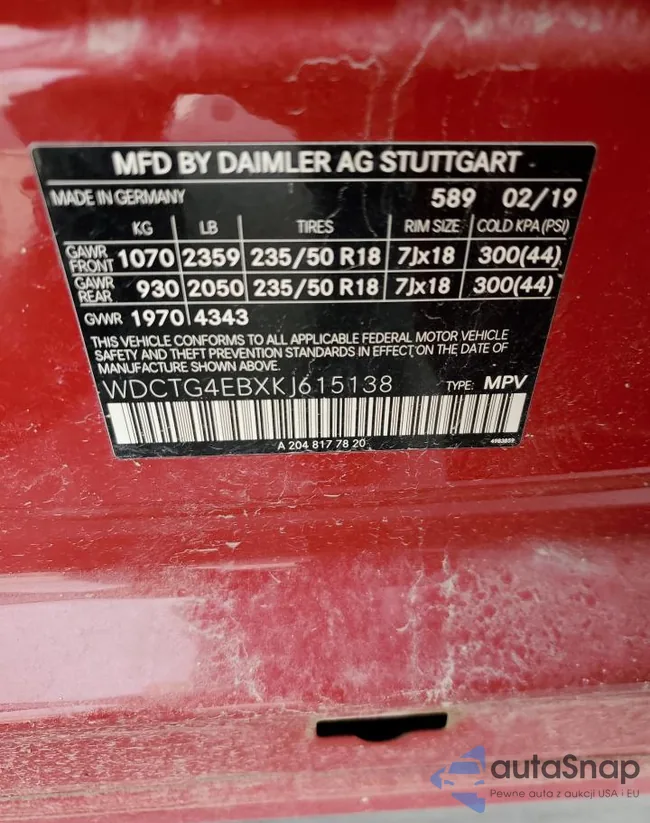 MFD BY DAIMLER AG STUTTGART
MADE IN GERMANY 589 02/19
KG LB TIRES RIM SIZE COLD KPA (PSI)
GAWR FRONT 1070 2359 235/50 R18 7Jx18 300(44)
GAWR REAR 930 2050 235/50 R18 7Jx18 300(44)
GVWR 1970 4343
THIS VEHICLE CONFORMS TO ALL APPLICABLE FEDERAL MOTOR VEHICLE
SAFETY AND THEFT PREVENTION STANDARDS IN EFFECT ON THE DATE OF
MANUFACTURE SHOWN ABOVE.
WDCTG4EBXKJ615138 TYPE: MPV
A 204 817 78 20 4983859
autaSnap
Pewne auta z aukcji USA i EU